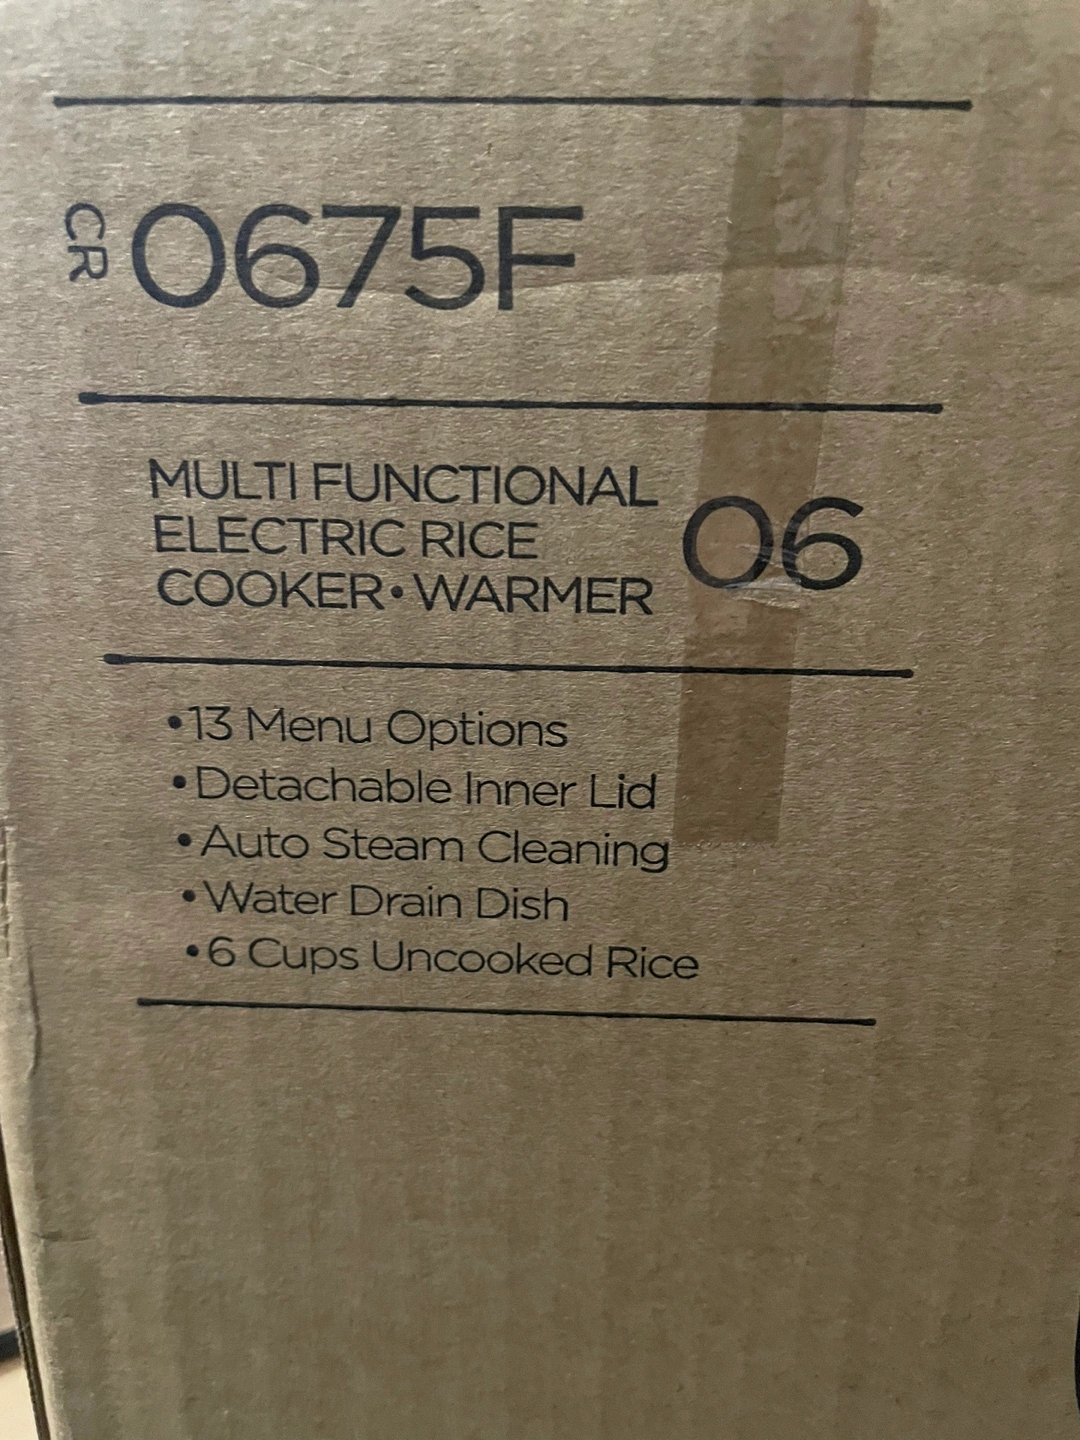 CR 0675F
MULTI FUNCTIONAL
ELECTRIC RICE
COOKER•WARMER
06
•13 Menu Options
•Detachable Inner Lid
•Auto Steam Cleaning
•Water Drain Dish
•6 Cups Uncooked Rice